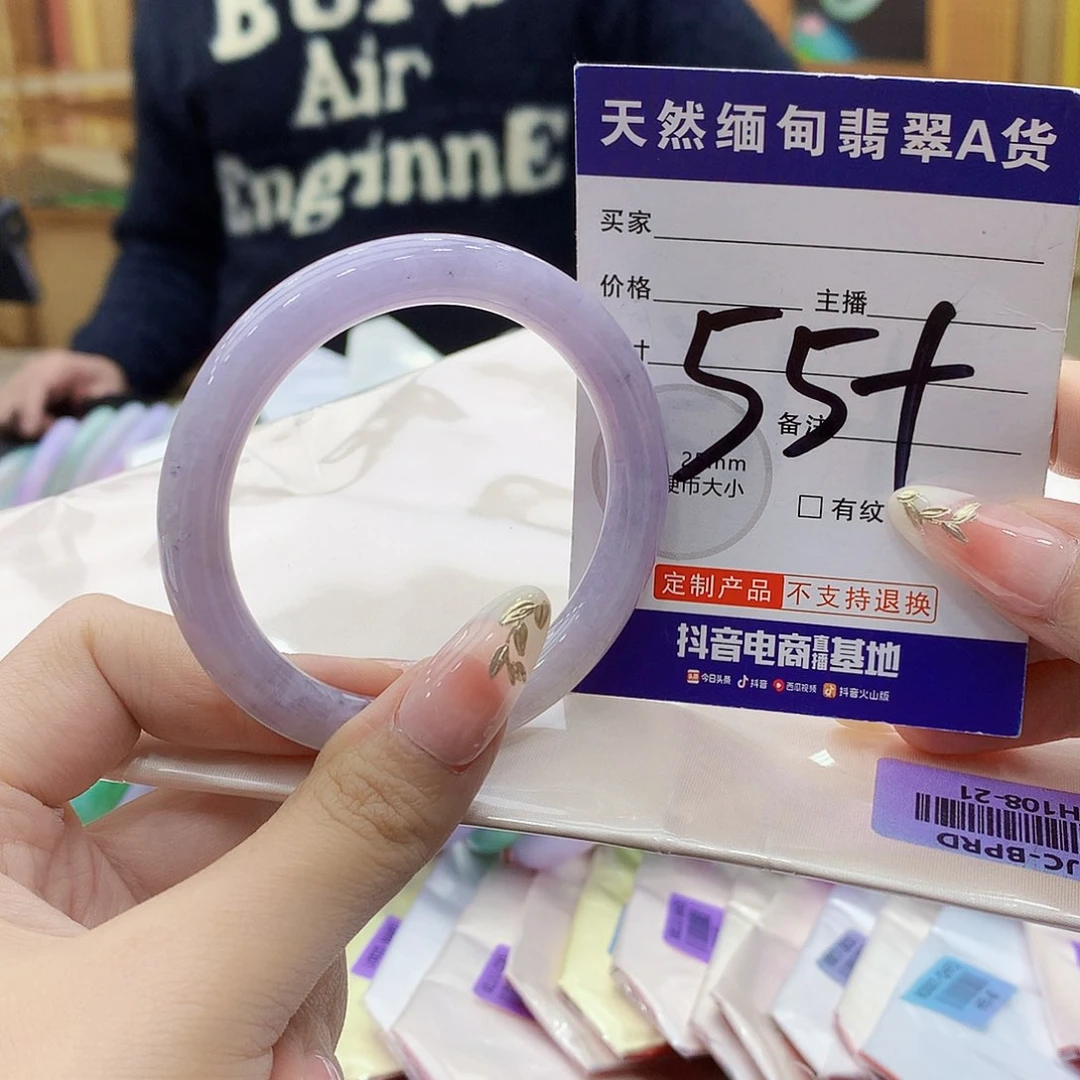 BURS
Air
EnginnE
天然缅甸翡翠A货
买家
价格
主播
寸
55+
备注
25mm
硬币大小
□有纹
定制产品 不支持退换
抖音电商直播基地
今日头条 抖音 西瓜视频 抖音火山版
H108-21
JC-BPRD